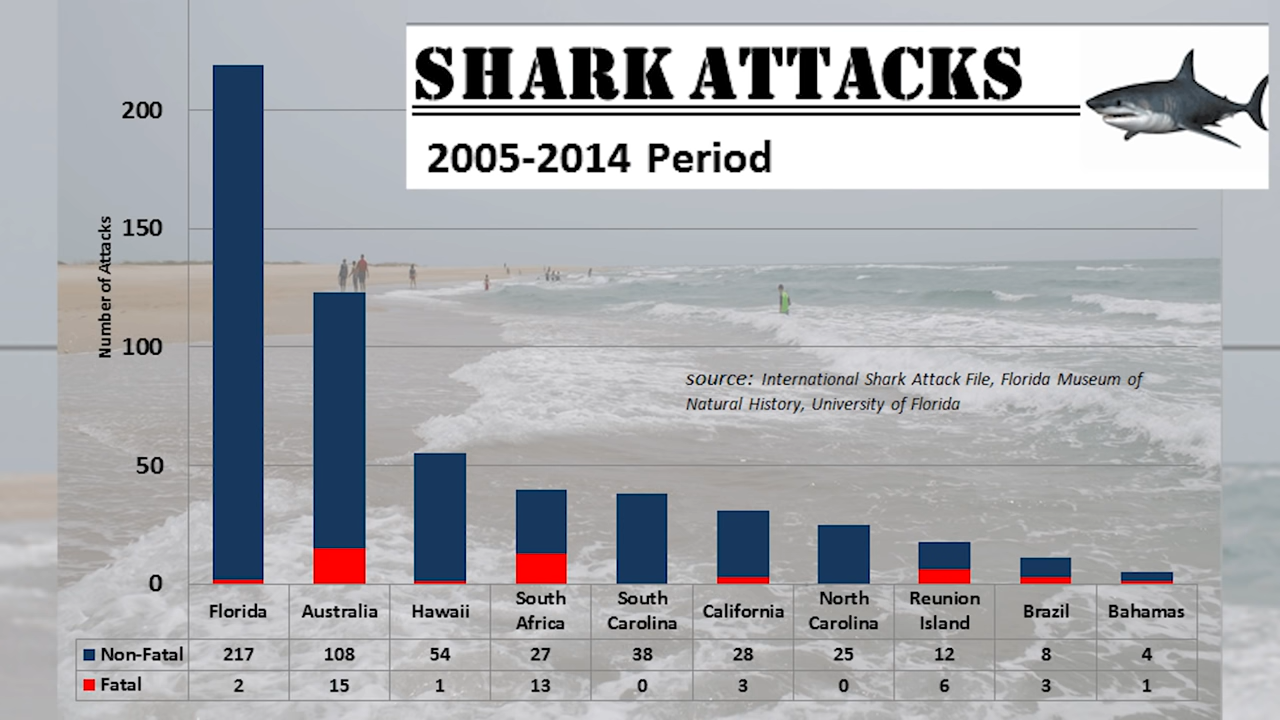 SHARK ATTACKS
2005-2014 Period
200
150
100
50
0
Number of Attacks
source: International Shark Attack File, Florida Museum of
Natural History, University of Florida
Florida Australia Hawaii South Africa South Carolina California North Carolina Reunion Island Brazil Bahamas
Non-Fatal 217 108 54 27 38 28 25 12 8 4
Fatal 2 15 1 13 0 3 0 6 3 1